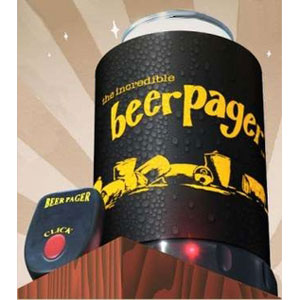 the incredible
beerpager
BEER PAGER
CLICK